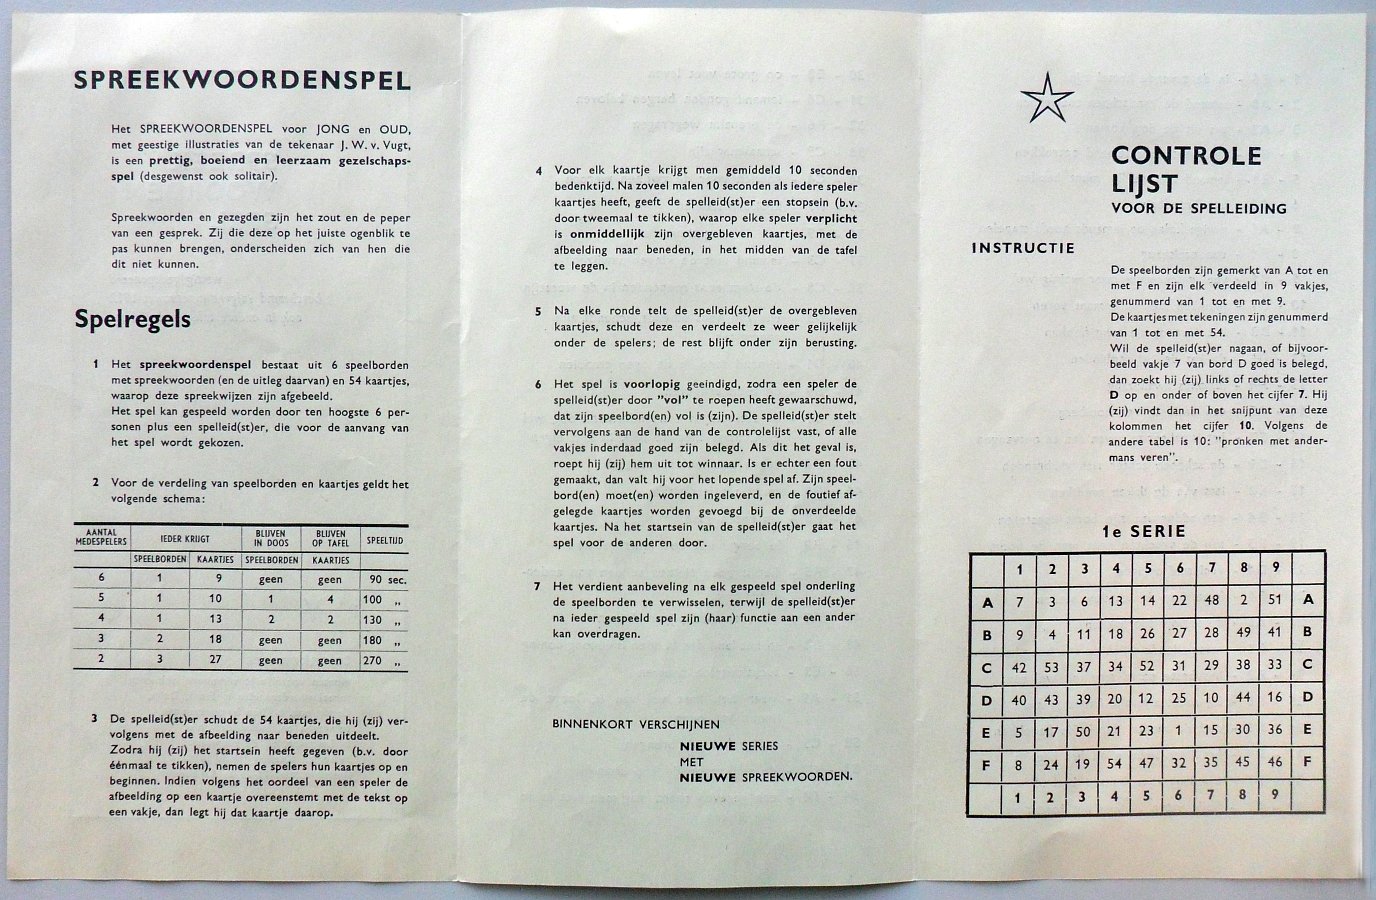 SPREEKWOORDENSPEL
Het SPREEKWOORDENSPEL voor JONG en OUD,
met geestige illustraties van de tekenaar J. W. v. Vugt,
is een prettig, boeiend en leerzaam gezelschaps-
spel (desgewenst ook solitair).
Spreekwoorden en gezegden zijn het zout en de peper
van een gesprek. Zij die deze op het juiste ogenblik te
pas kunnen brengen, onderscheiden zich van hen die
dit niet kunnen.
Spelregels
1 Het spreekwoordenspel bestaat uit 6 speelborden
met spreekwoorden (en de uitleg daarvan) en 54 kaartjes,
waarop deze spreekwijzen zijn afgebeeld.
Het spel kan gespeeld worden door ten hoogste 6 per-
sonen plus een spelleid(st)er, die voor de aanvang van
het spel wordt gekozen.
2 Voor de verdeling van speelborden en kaartjes geldt het
volgende schema:
AANTAL MEDESPELERS IEDER KRIJGT BLIJVEN IN DOOS BLIJVEN OP TAFEL SPEELTIJD
SPEELBORDEN KAARTJES SPEELBORDEN KAARTJES
6 1 9 geen geen 90 sec.
5 1 10 1 4 100 „
4 1 13 2 2 130 „
3 2 18 geen geen 180 „
2 3 27 geen geen 270 „
3 De spelleid(st)er schudt de 54 kaartjes, die hij (zij) ver-
volgens met de afbeelding naar beneden uitdeelt.
Zodra hij (zij) het startsein heeft gegeven (b.v. door
éénmaal te tikken), nemen de spelers hun kaartjes op en
beginnen. Indien volgens het oordeel van een speler de
afbeelding op een kaartje overeenstemt met de tekst op
een vakje, dan legt hij dat kaartje daarop.
4 Voor elk kaartje krijgt men gemiddeld 10 seconden
bedenktijd. Na zoveel malen 10 seconden als iedere speler
kaartjes heeft, geeft de spelleid(st)er een stopsein (b.v.
door tweemaal te tikken), waarop elke speler verplicht
is onmiddellijk zijn overgebleven kaartjes, met de
afbeelding naar beneden, in het midden van de tafel
te leggen.
5 Na elke ronde telt de spelleid(st)er de overgebleven
kaartjes, schudt deze en verdeelt ze weer gelijkelijk
onder de spelers; de rest blijft onder zijn berusting.
6 Het spel is voorlopig geeindigd, zodra een speler de
spelleid(st)er door "vol" te roepen heeft gewaarschuwd,
dat zijn speelbord(en) vol is (zijn). De spelleid(st)er stelt
vervolgens aan de hand van de controlelijst vast, of alle
vakjes inderdaad goed zijn belegd. Als dit het geval is,
roept hij (zij) hem uit tot winnaar. Is er echter een fout
gemaakt, dan valt hij voor het lopende spel af. Zijn speel-
bord(en) moet(en) worden ingeleverd, en de foutief af-
gelegde kaartjes worden gevoegd bij de onverdeelde
kaartjes. Na het startsein van de spelleid(st)er gaat het
spel voor de anderen door.
7 Het verdient aanbeveling na elk gespeeld spel onderling
de speelborden te verwisselen, terwijl de spelleid(st)er
na ieder gespeeld spel zijn (haar) functie aan een ander
kan overdragen.
BINNENKORT VERSCHIJNEN
NIEUWE SERIES
MET
NIEUWE SPREEKWOORDEN.
CONTROLE
LIJST
VOOR DE SPELLEIDING
INSTRUCTIE
De speelborden zijn gemerkt van A tot en
met F en zijn elk verdeeld in 9 vakjes,
genummerd van 1 tot en met 9.
De kaartjes met tekeningen zijn genummerd
van 1 tot en met 54.
Wil de spelleid(st)er nagaan, of bijvoor-
beeld vakje 7 van bord D goed is belegd,
dan zoekt hij (zij) links of rechts de letter
D op en onder of boven het cijfer 7. Hij
(zij) vindt dan in het snijpunt van deze
kolommen het cijfer 10. Volgens de
andere tabel is 10: "pronken met ander-
mans veren".
1e SERIE
1 2 3 4 5 6 7 8 9
A 7 3 6 13 14 22 48 2 51 A
B 9 4 11 18 26 27 28 49 41 B
C 42 53 37 34 52 31 29 38 33 C
D 40 43 39 20 12 25 10 44 16 D
E 5 17 50 21 23 1 15 30 36 E
F 8 24 19 54 47 32 35 45 46 F
1 2 3 4 5 6 7 8 9